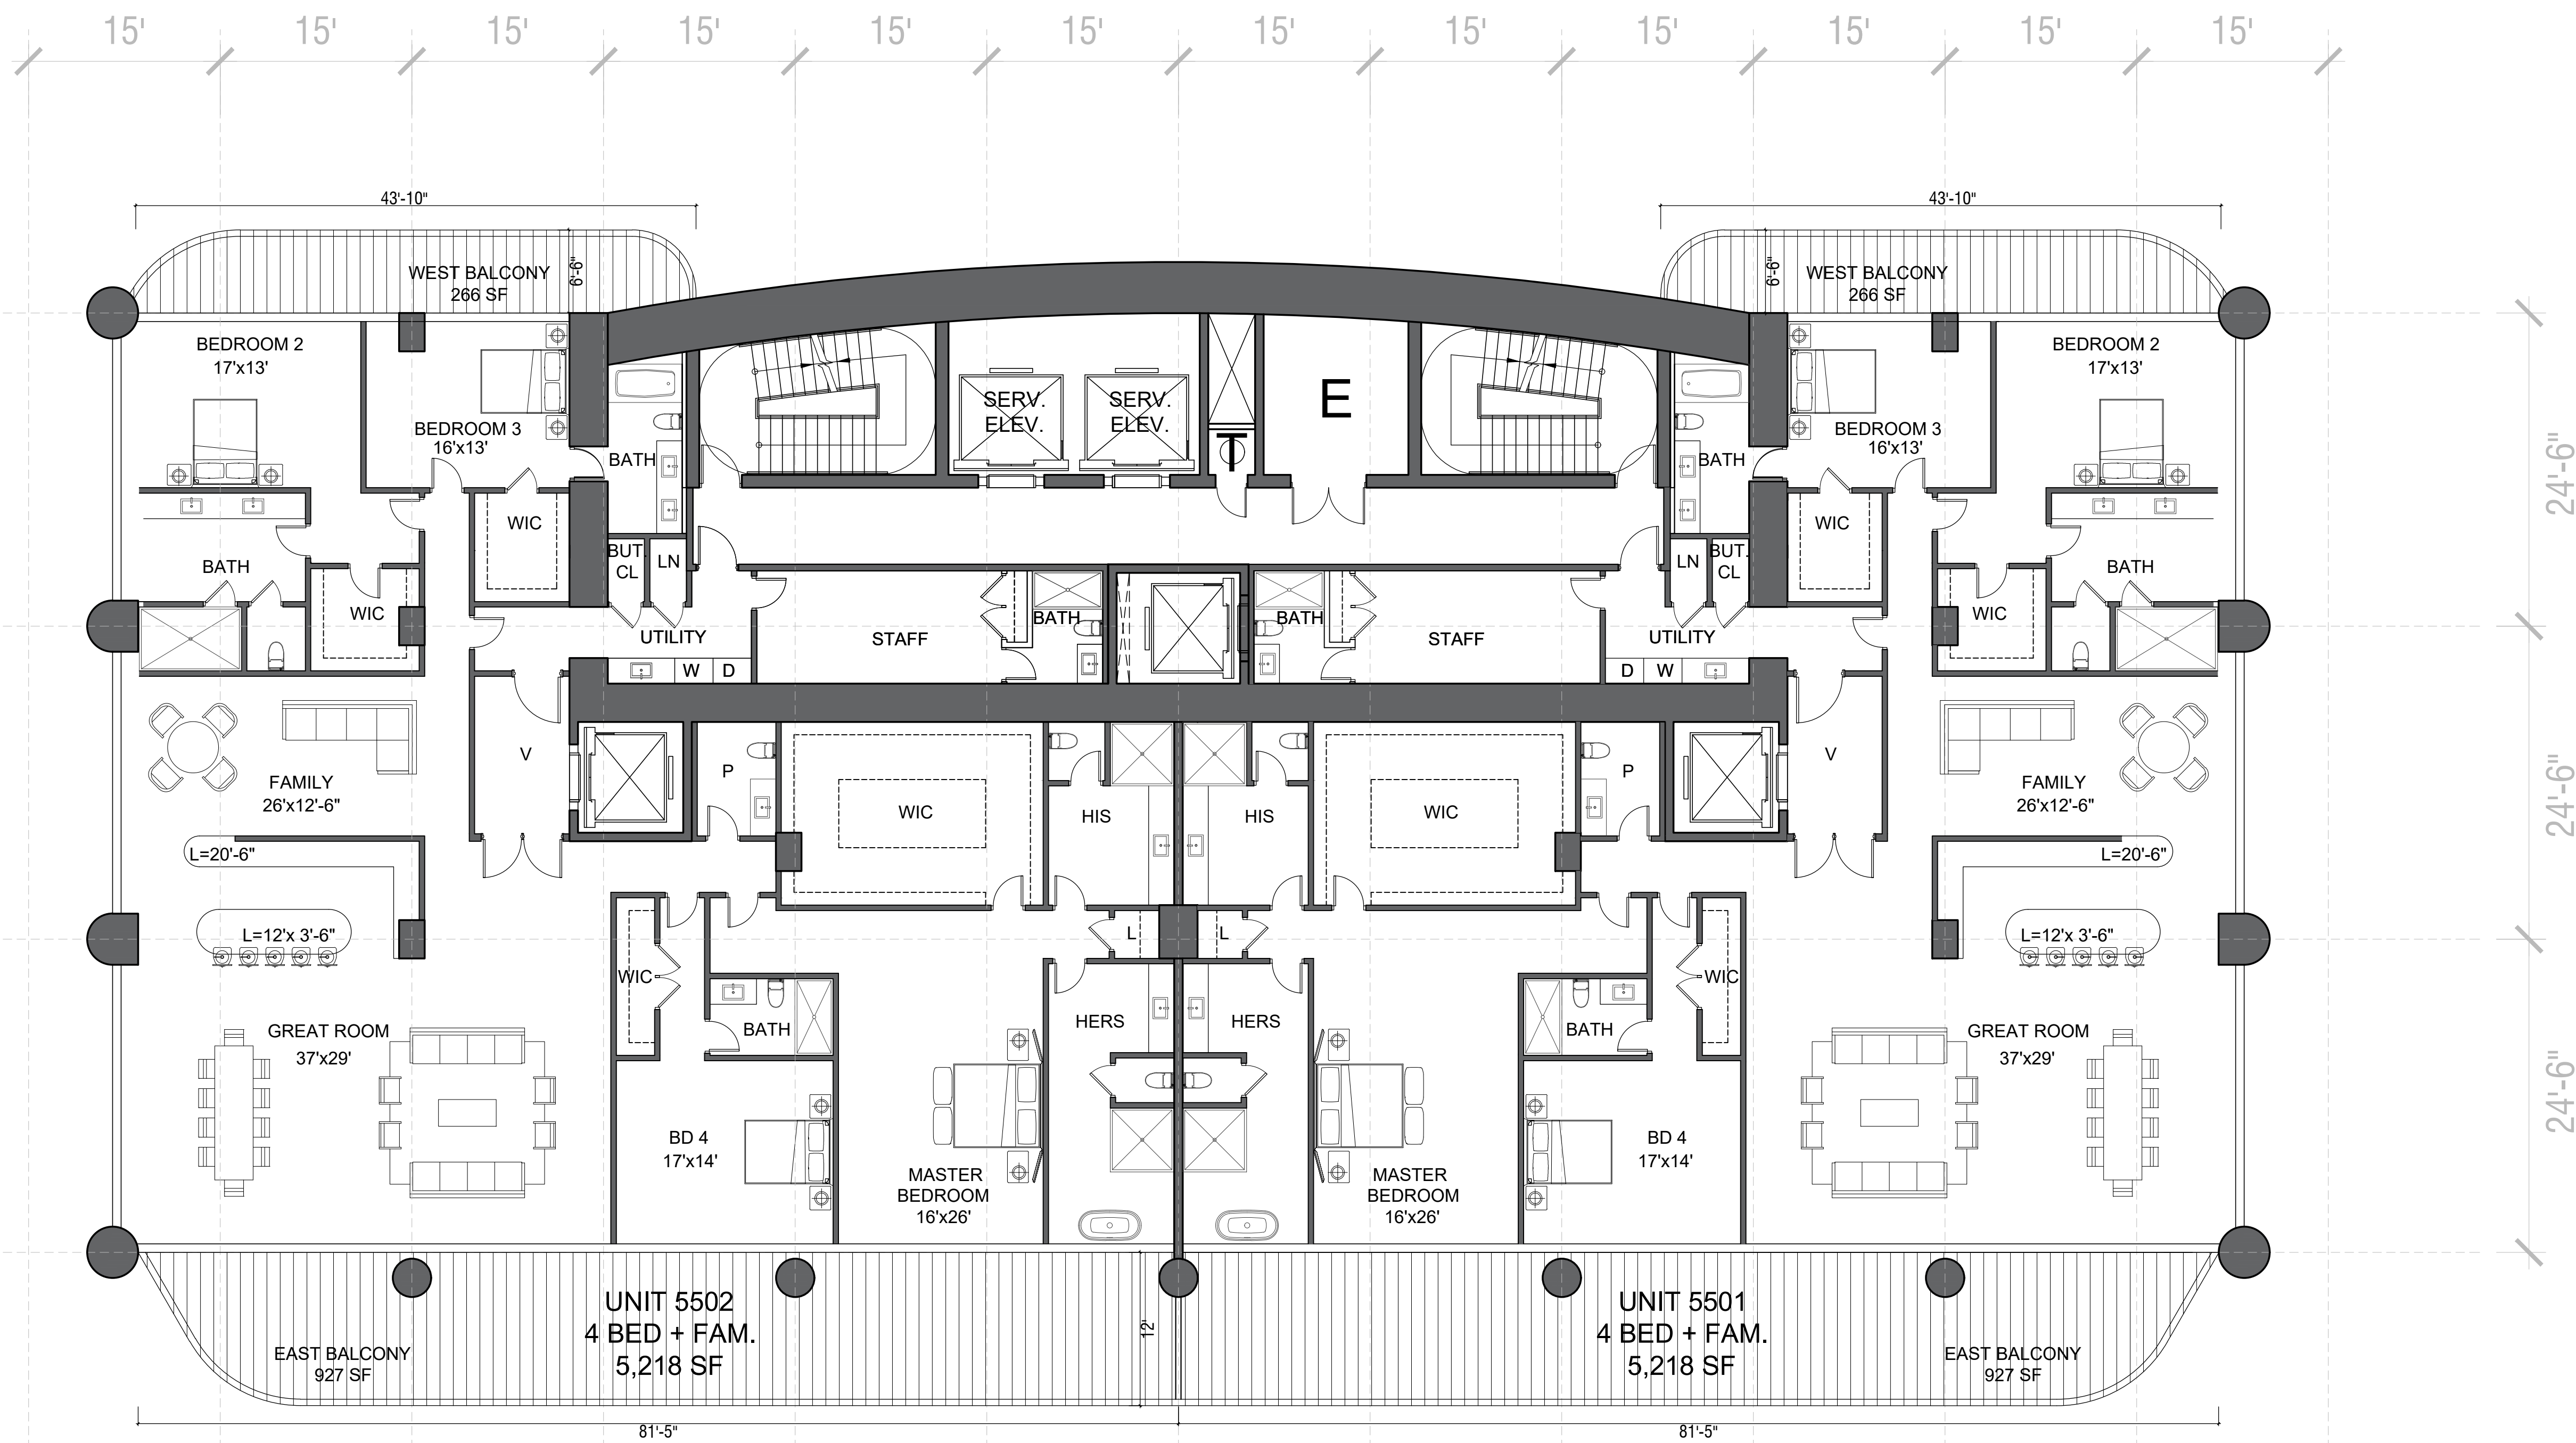 15' 15' 15' 15' 15' 15' 15' 15' 15' 15' 15' 15'
43'-10" 43'-10"
WEST BALCONY
266 SF
6'-6"
6'-6"
WEST BALCONY
266 SF
BEDROOM 2
17'x13'
BEDROOM 3
16'x13'
BATH
SERV.
ELEV.
SERV.
ELEV.
T
E
BATH
BEDROOM 3
16'x13'
BEDROOM 2
17'x13'
24'-6"
WIC
BATH
WIC
BUT.
CL
LN
UTILITY
W D
STAFF
BATH
BATH
STAFF
LN
BUT.
CL
UTILITY
D W
WIC
WIC
BATH
FAMILY
26'x12'-6"
V
P
WIC
HIS
HIS
WIC
P
V
FAMILY
26'x12'-6"
24'-6"
L=20'-6"
L=12'x 3'-6"
L
L
L=20'-6"
L=12'x 3'-6"
WIC
BATH
HERS
HERS
BATH
WIC
GREAT ROOM
37'x29'
BD 4
17'x14'
MASTER
BEDROOM
16'x26'
MASTER
BEDROOM
16'x26'
BD 4
17'x14'
GREAT ROOM
37'x29'
24'-6"
UNIT 5502
4 BED + FAM.
5,218 SF
12'
UNIT 5501
4 BED + FAM.
5,218 SF
EAST BALCONY
927 SF
EAST BALCONY
927 SF
81'-5" 81'-5"